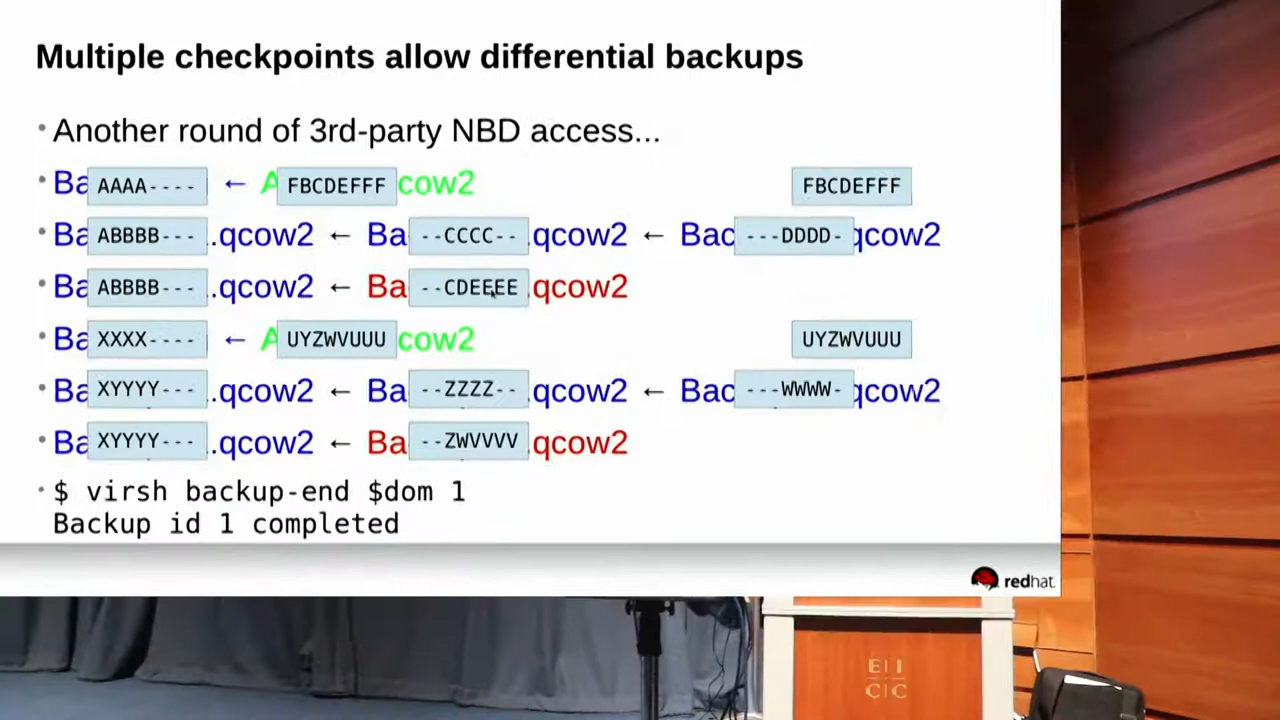 Multiple checkpoints allow differential backups
Another round of 3rd-party NBD access...
Ba AAAA---- ← A FBCDEFFF cow2 FBCDEFFF
Ba ABBBB--- .qcow2 ← Ba --CCCC-- .qcow2 ← Bac ---DDDD- qcow2
Ba ABBBB--- .qcow2 ← Ba --CDEEEE .qcow2
Ba XXXX---- ← A UYZWVUUU cow2 UYZWVUUU
Ba XYYYY--- .qcow2 ← Ba --ZZZZ-- .qcow2 ← Bac ---WWWW- qcow2
Ba XYYYY--- .qcow2 ← Ba --ZWVVVV .qcow2
$ virsh backup-end $dom 1
Backup id 1 completed
redhat.
EI
CC